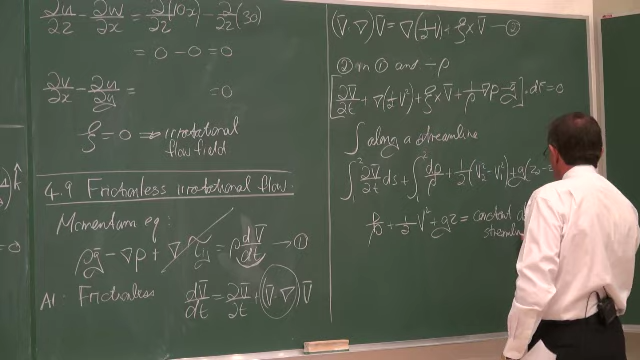 ∂u/∂z - ∂w/∂x = ∂/∂z(10x) - ∂/∂z(30)
= 0 - 0 = 0
∂v/∂x - ∂u/∂y = = 0
ξ = 0 ⇒ irrotational
flow field
4.9 Frictionless irrotational flow.
Momentum eq:
ρg - ∇p + ∇ τij = ρ dV̄/dt → ①
A1: Frictionless dV̄/dt = ∂V̄/∂t + (V̄·∇)V̄
k̂
= 0
(V̄·∇)V̄ = ∇(½V²) + ξ × V̄ - ②
② in ① and ÷ρ
[∂V̄/∂t + ∇(½V²) + ξ × V̄ + 1/ρ ∇p - g]·dr = 0
∫ along a streamline
∫₁² ∂V̄/∂t ds + ∫₁² dp/ρ + ½(V₂² - V₁²) + g(z₂ -
p/ρ + ½V² + gz = constant
streamline